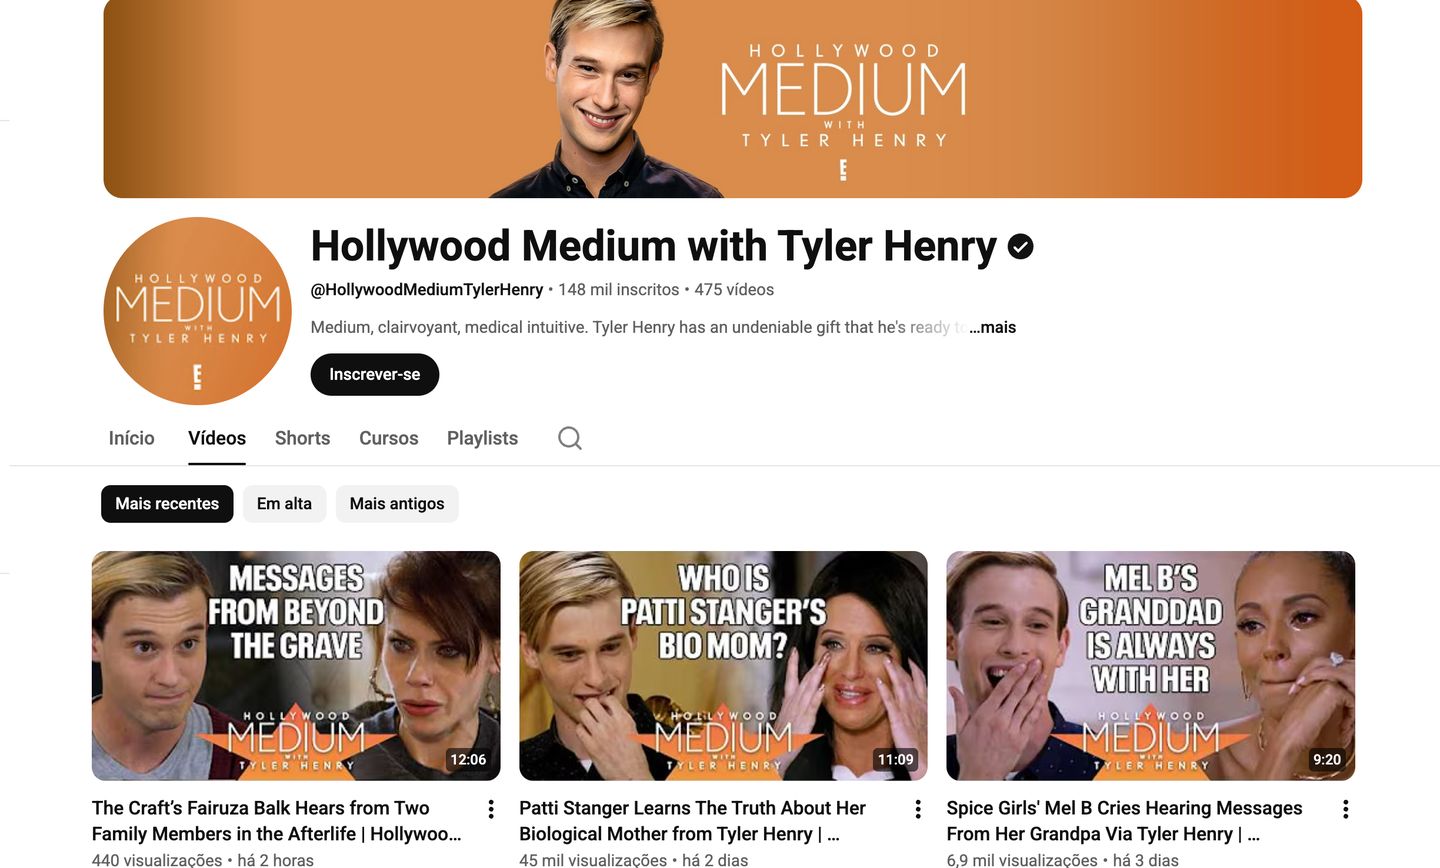 HOLLYWOOD
MEDIUM
WITH
TYLER HENRY
E!
HOLLYWOOD
MEDIUM
WITH
TYLER HENRY
E!
Hollywood Medium with Tyler Henry
@HollywoodMediumTylerHenry • 148 mil inscritos • 475 vídeos
Medium, clairvoyant, medical intuitive. Tyler Henry has an undeniable gift that he's ready to ...mais
Inscrever-se
Início Vídeos Shorts Cursos Playlists
Mais recentes Em alta Mais antigos
MESSAGES
FROM BEYOND
THE GRAVE
HOLLYWOOD
MEDIUM
WITH
TYLER HENRY
12:06
The Craft’s Fairuza Balk Hears from Two
Family Members in the Afterlife | Hollywoo...
440 visualizações • há 2 horas
WHO IS
PATTI STANGER'S
BIO MOM?
HOLLYWOOD
MEDIUM
WITH
TYLER HENRY
11:09
Patti Stanger Learns The Truth About Her
Biological Mother from Tyler Henry | ...
45 mil visualizações • há 2 dias
MEL B'S
GRANDDAD
IS ALWAYS
WITH HER
HOLLYWOOD
MEDIUM
WITH
TYLER HENRY
9:20
Spice Girls' Mel B Cries Hearing Messages
From Her Grandpa Via Tyler Henry | ...
6,9 mil visualizações • há 3 dias